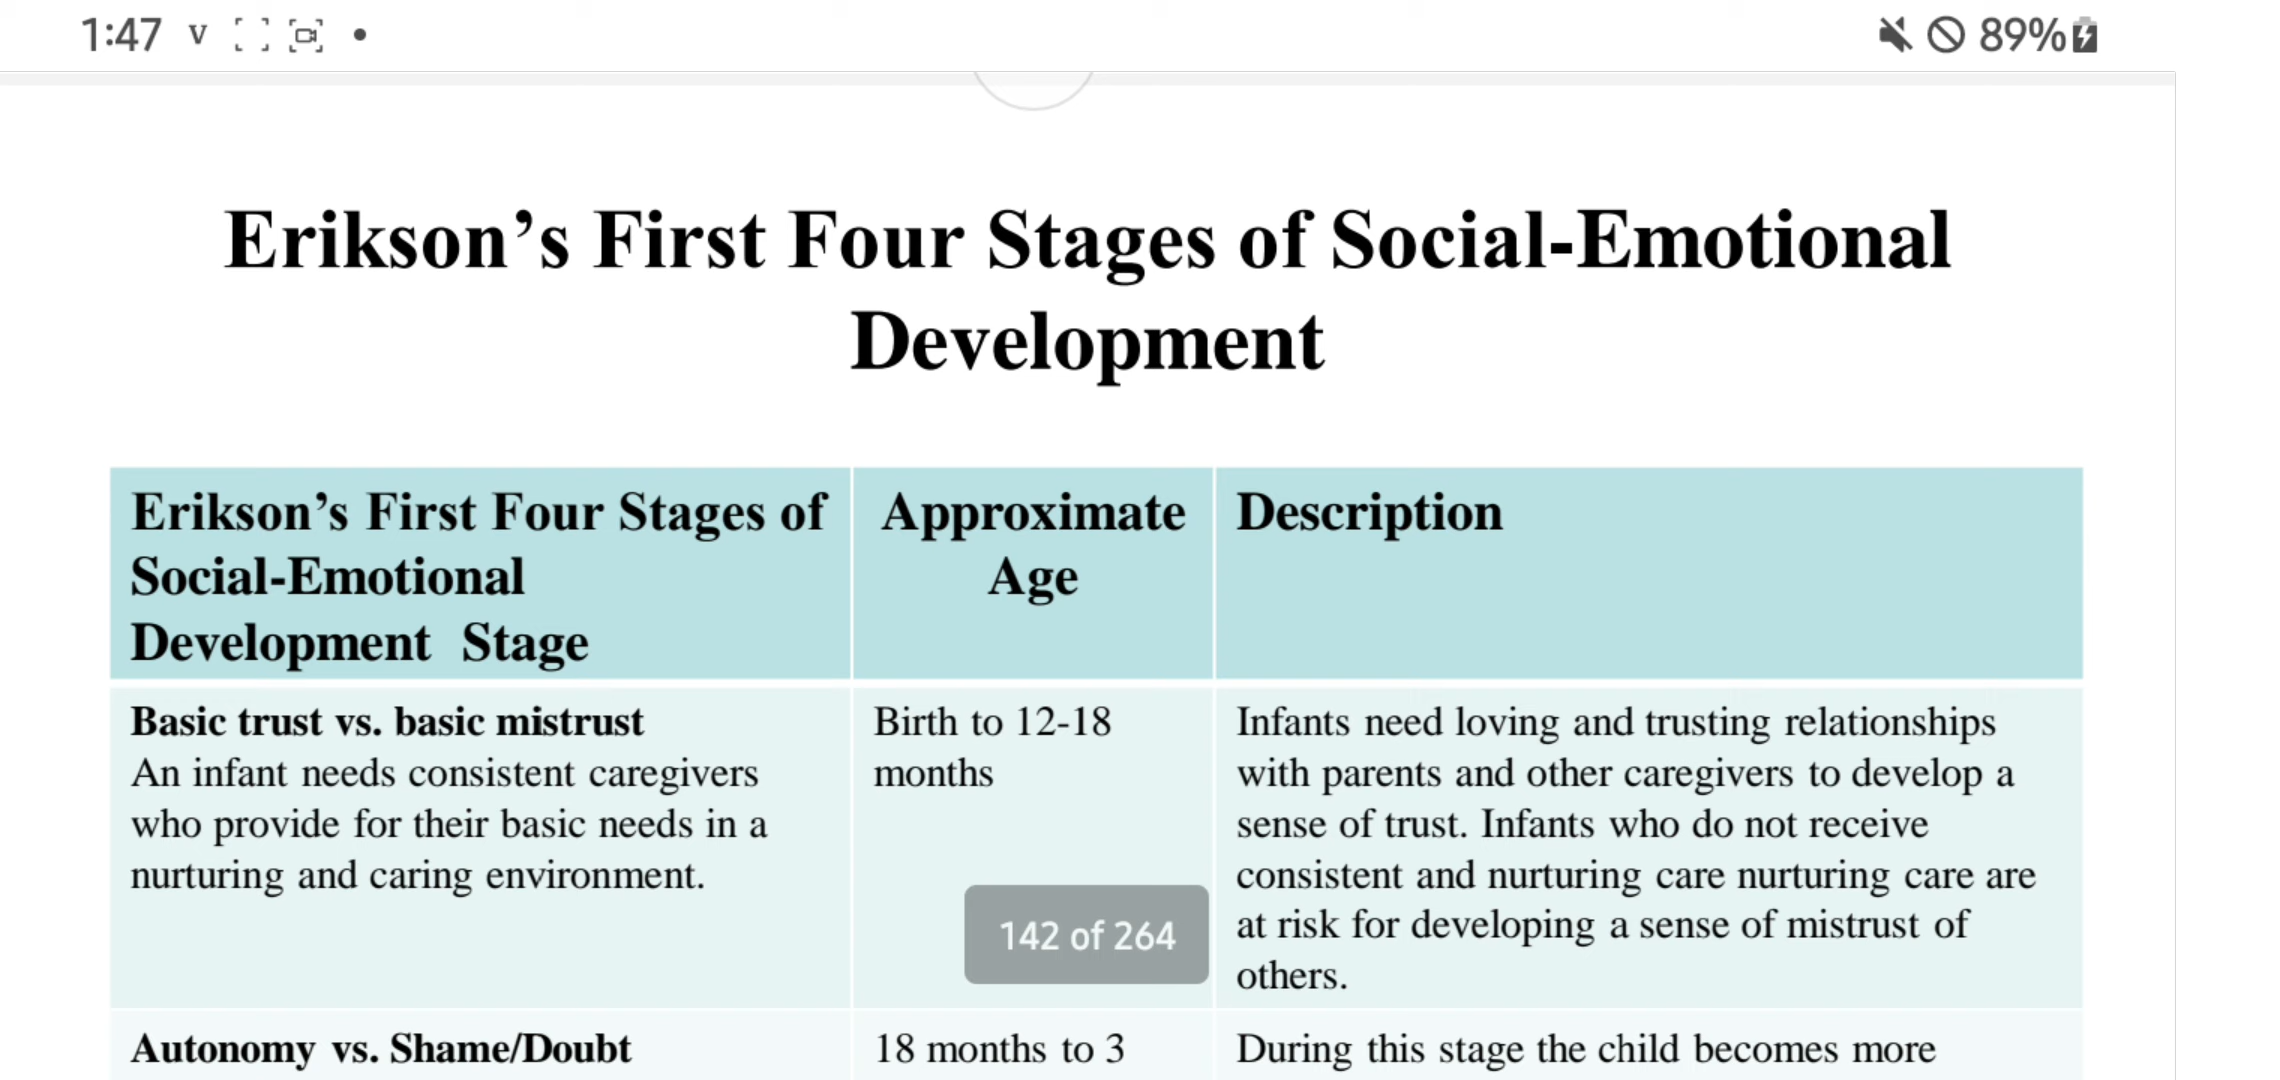 1:47 v
89%
Erikson’s First Four Stages of Social-Emotional
Development
Erikson’s First Four Stages of
Social-Emotional
Development Stage
Approximate
Age
Description
Basic trust vs. basic mistrust
An infant needs consistent caregivers
who provide for their basic needs in a
nurturing and caring environment.
Birth to 12-18
months
Infants need loving and trusting relationships
with parents and other caregivers to develop a
sense of trust. Infants who do not receive
consistent and nurturing care nurturing care are
at risk for developing a sense of mistrust of
others.
142 of 264
Autonomy vs. Shame/Doubt
18 months to 3
During this stage the child becomes more